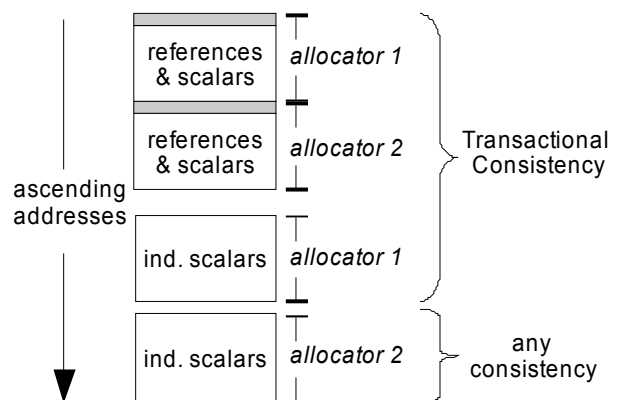 references
& scalars
allocator 1
references
& scalars
allocator 2
Transactional
Consistency
ascending
addresses
ind. scalars
allocator 1
ind. scalars
allocator 2
any
consistency